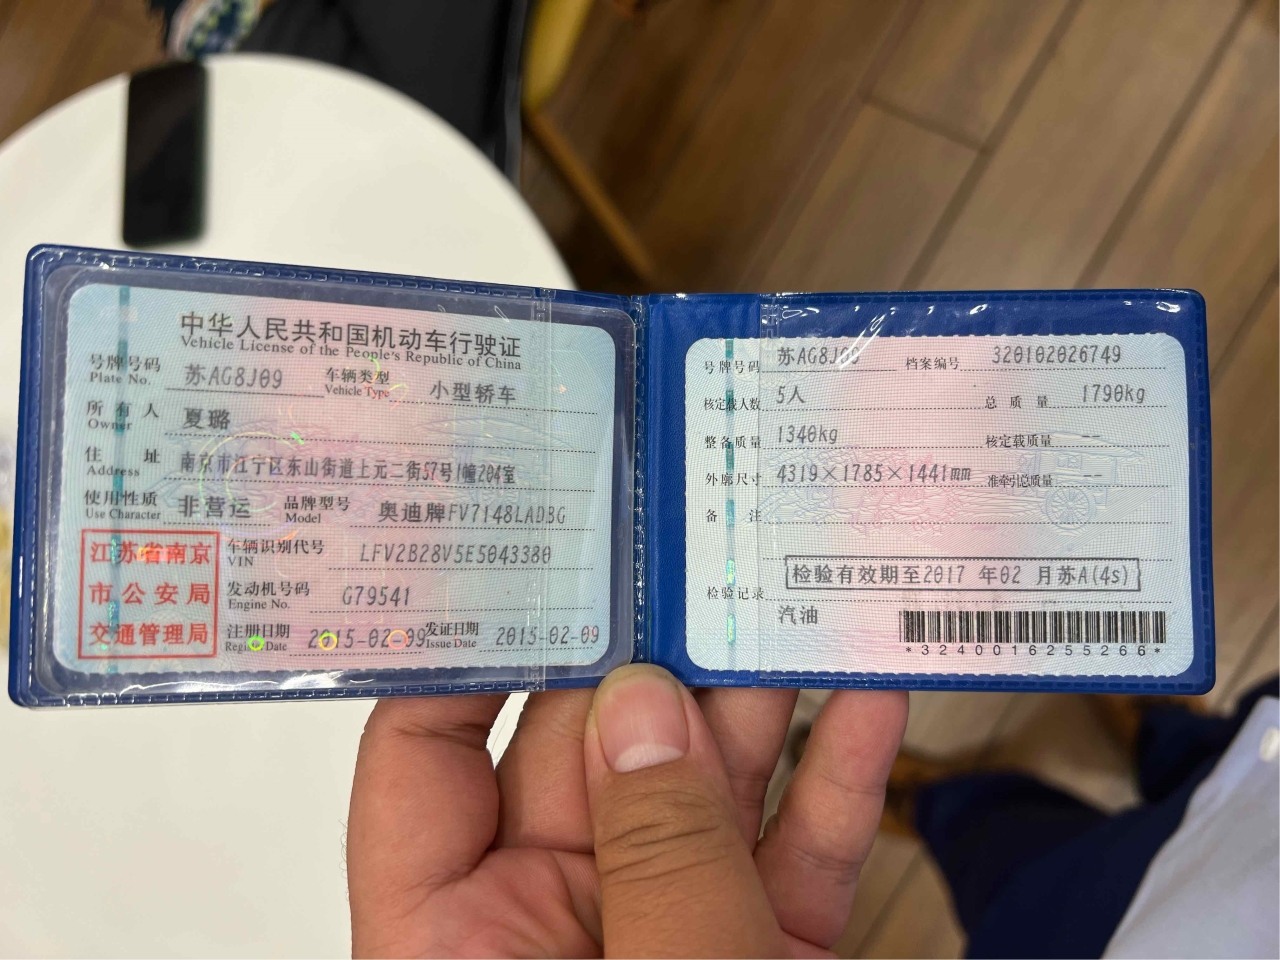 中华人民共和国机动车行驶证
Vehicle License of the People's Republic of China
号牌号码 苏AG8J09 车辆类型 小型轿车
Plate No. Vehicle Type
所有人 夏璐
Owner
住址 南京市江宁区东山街道上元二街57号1幢204室
Address
使用性质 非营运 品牌型号 奥迪牌FV7148LADBG
Use Character Model
江苏省南京
市公安局
交通管理局
车辆识别代号 LFV2B28V5E5043380
VIN
发动机号码 G79541
Engine No.
注册日期 2015-02-09 发证日期 2015-02-09
Register Date Issue Date
号牌号码 苏AG8J09 档案编号 320102026749
核定载人数 5人 总质量 1790kg
整备质量 1340kg 核定载质量 --
外廓尺寸 4319×1785×1441mm 准牵引总质量 --
备注
检验有效期至2017 年02 月苏A(4s)
检验记录
汽油
*3240016255266*